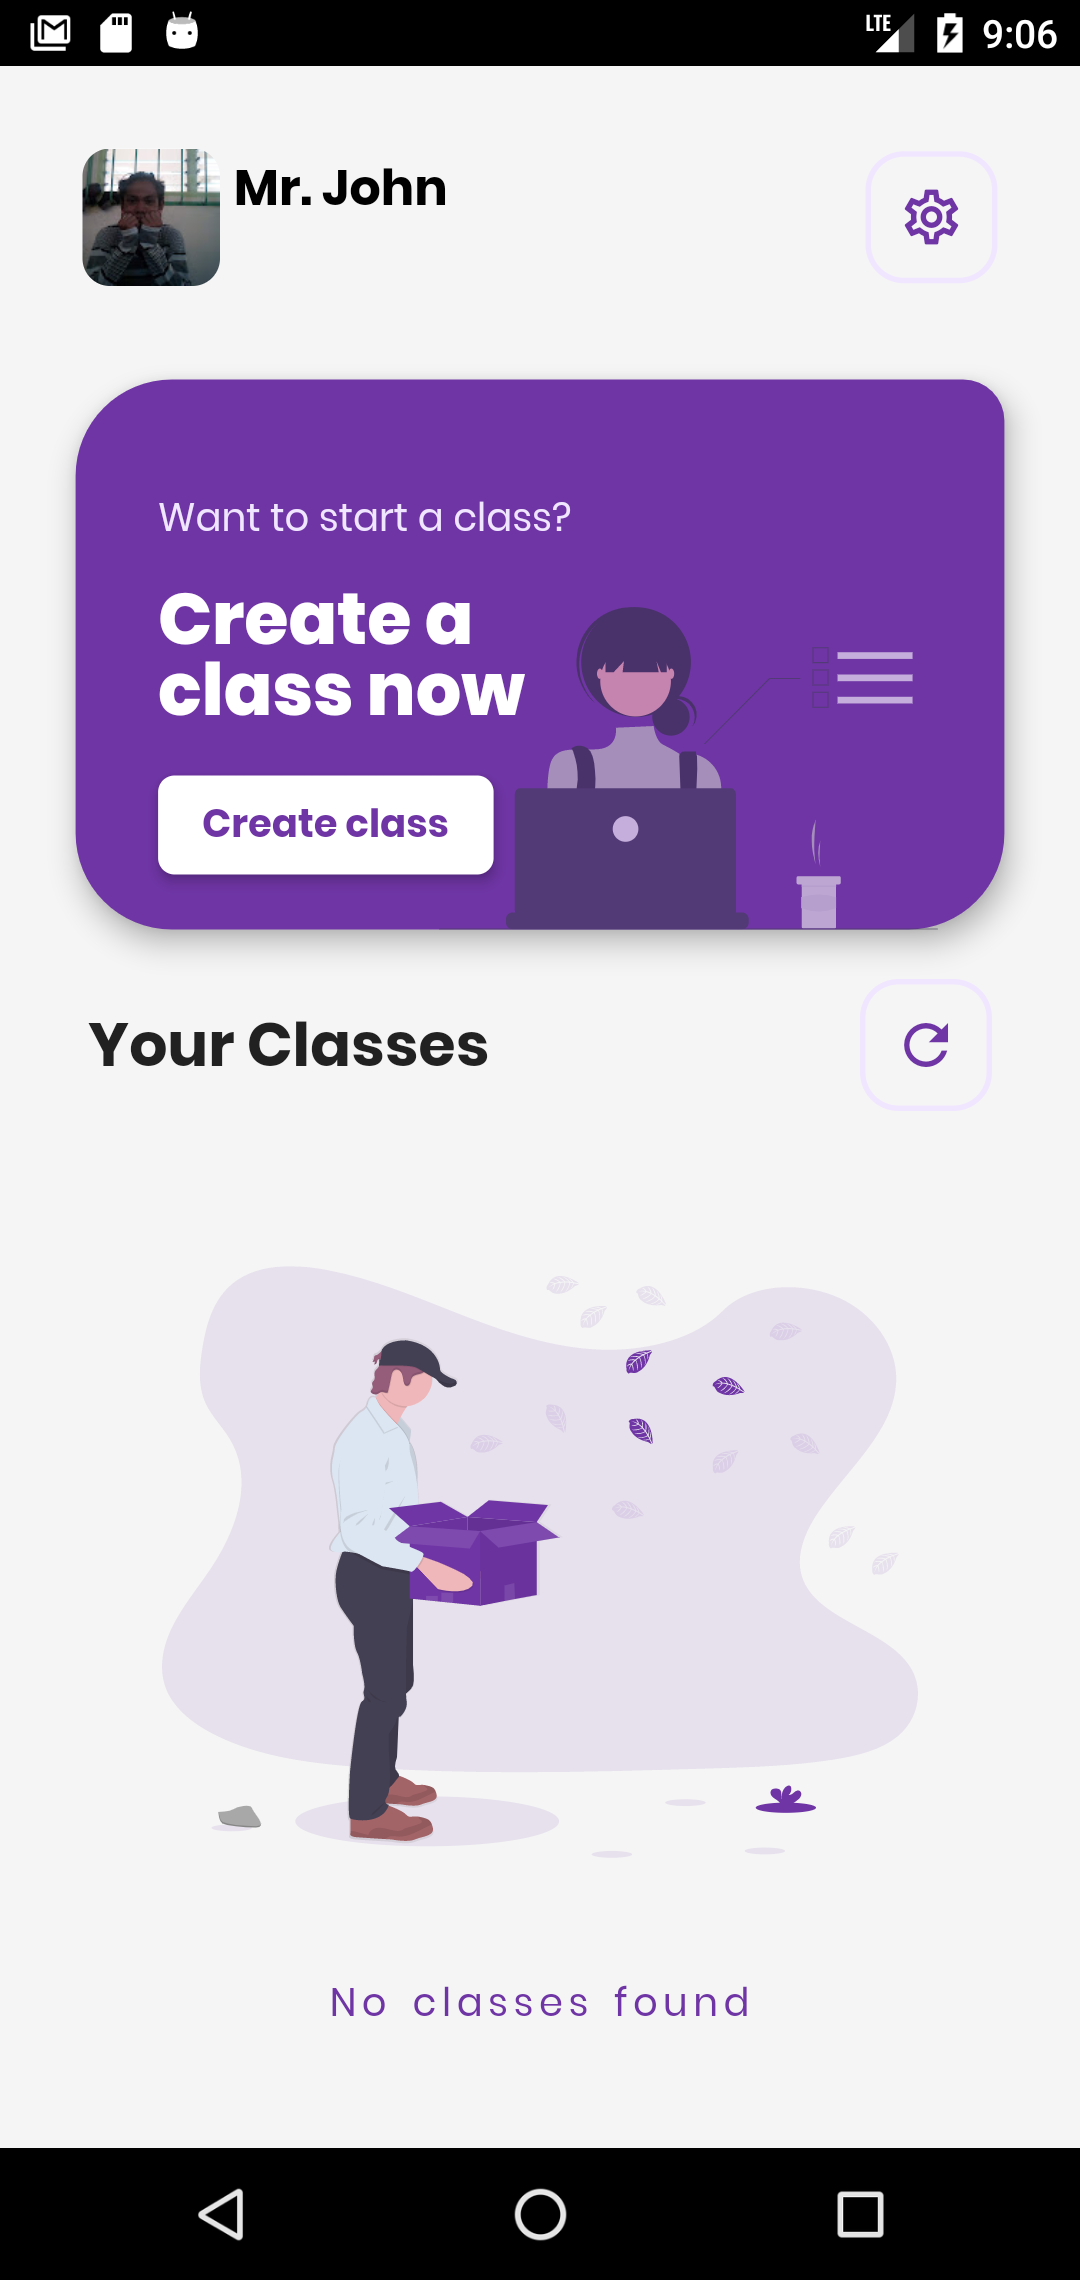 LTE 9:06
Mr. John
Want to start a class?
Create a
class now
Create class
Your Classes
No classes found